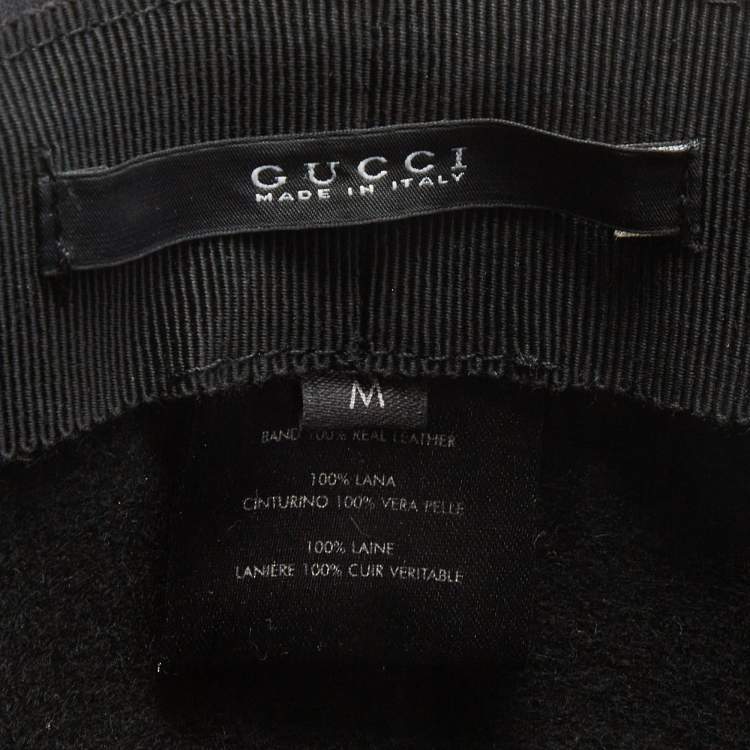 GUCCI
MADE IN ITALY
M
BAND 100% REAL LEATHER
100% LANA
CINTURINO 100% VERA PELLE
100% LAINE
LANIÈRE 100% CUIR VERITABLE